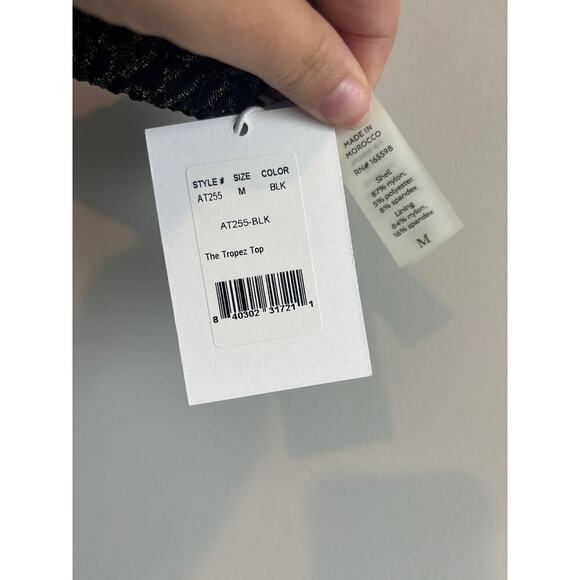 STYLE # SIZE COLOR
AT255 M BLK
AT255-BLK
The Tropez Top
8 40302 31721 1
MADE IN
MOROCCO
RN# 165598
Shell
87% nylon,
5% polyester,
8% spandex
Lining
84% nylon,
16% spandex
M